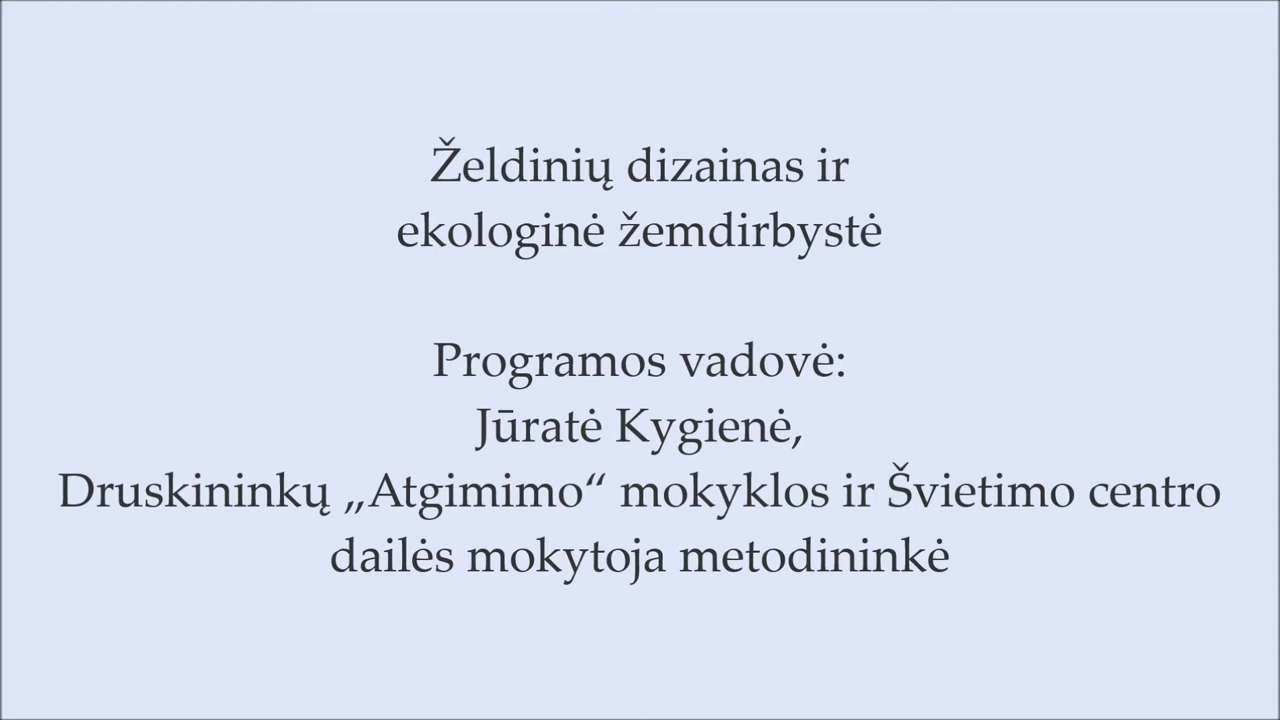 Želdinių dizainas ir
ekologinė žemdirbystė
Programos vadovė:
Jūratė Kygienė,
Druskininkų „Atgimimo“ mokyklos ir Švietimo centro
dailės mokytoja metodininkė